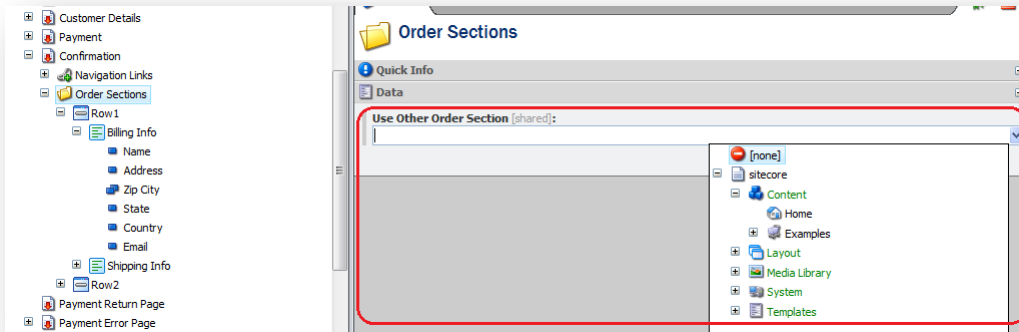 Customer Details
Payment
Confirmation
Navigation Links
Order Sections
Row1
Billing Info
Name
Address
Zip City
State
Country
Email
Shipping Info
Row2
Payment Return Page
Payment Error Page
Order Sections
Quick Info
Data
Use Other Order Section [shared]:
[none]
sitecore
Content
Home
Examples
Layout
Media Library
System
Templates